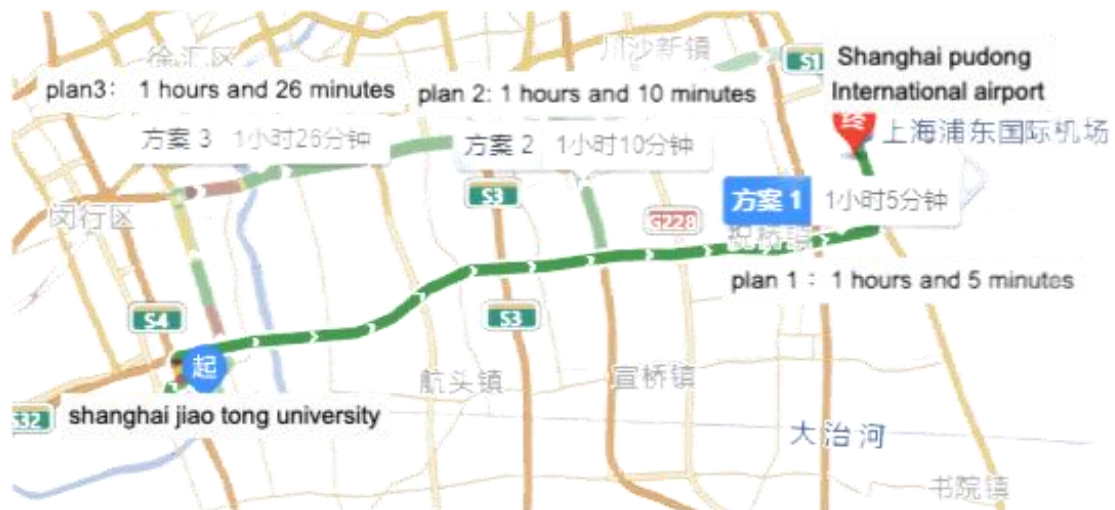 徐汇区
川沙新镇
S1
Shanghai pudong
International airport
plan3： 1 hours and 26 minutes
plan 2: 1 hours and 10 minutes
终
上海浦东国际机场
方案 3 1小时26分钟
方案 2 1小时10分钟
S3
方案 1 1小时5分钟
闵行区
G228
plan 1： 1 hours and 5 minutes
S4
S3
起
航头镇
宣桥镇
S32
shanghai jiao tong university
大治河
书院镇